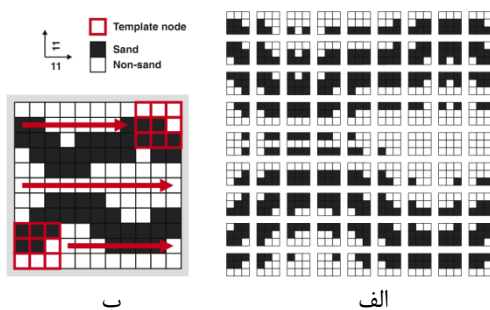 Template node
Sand
Non-sand
11
11
ب
الف